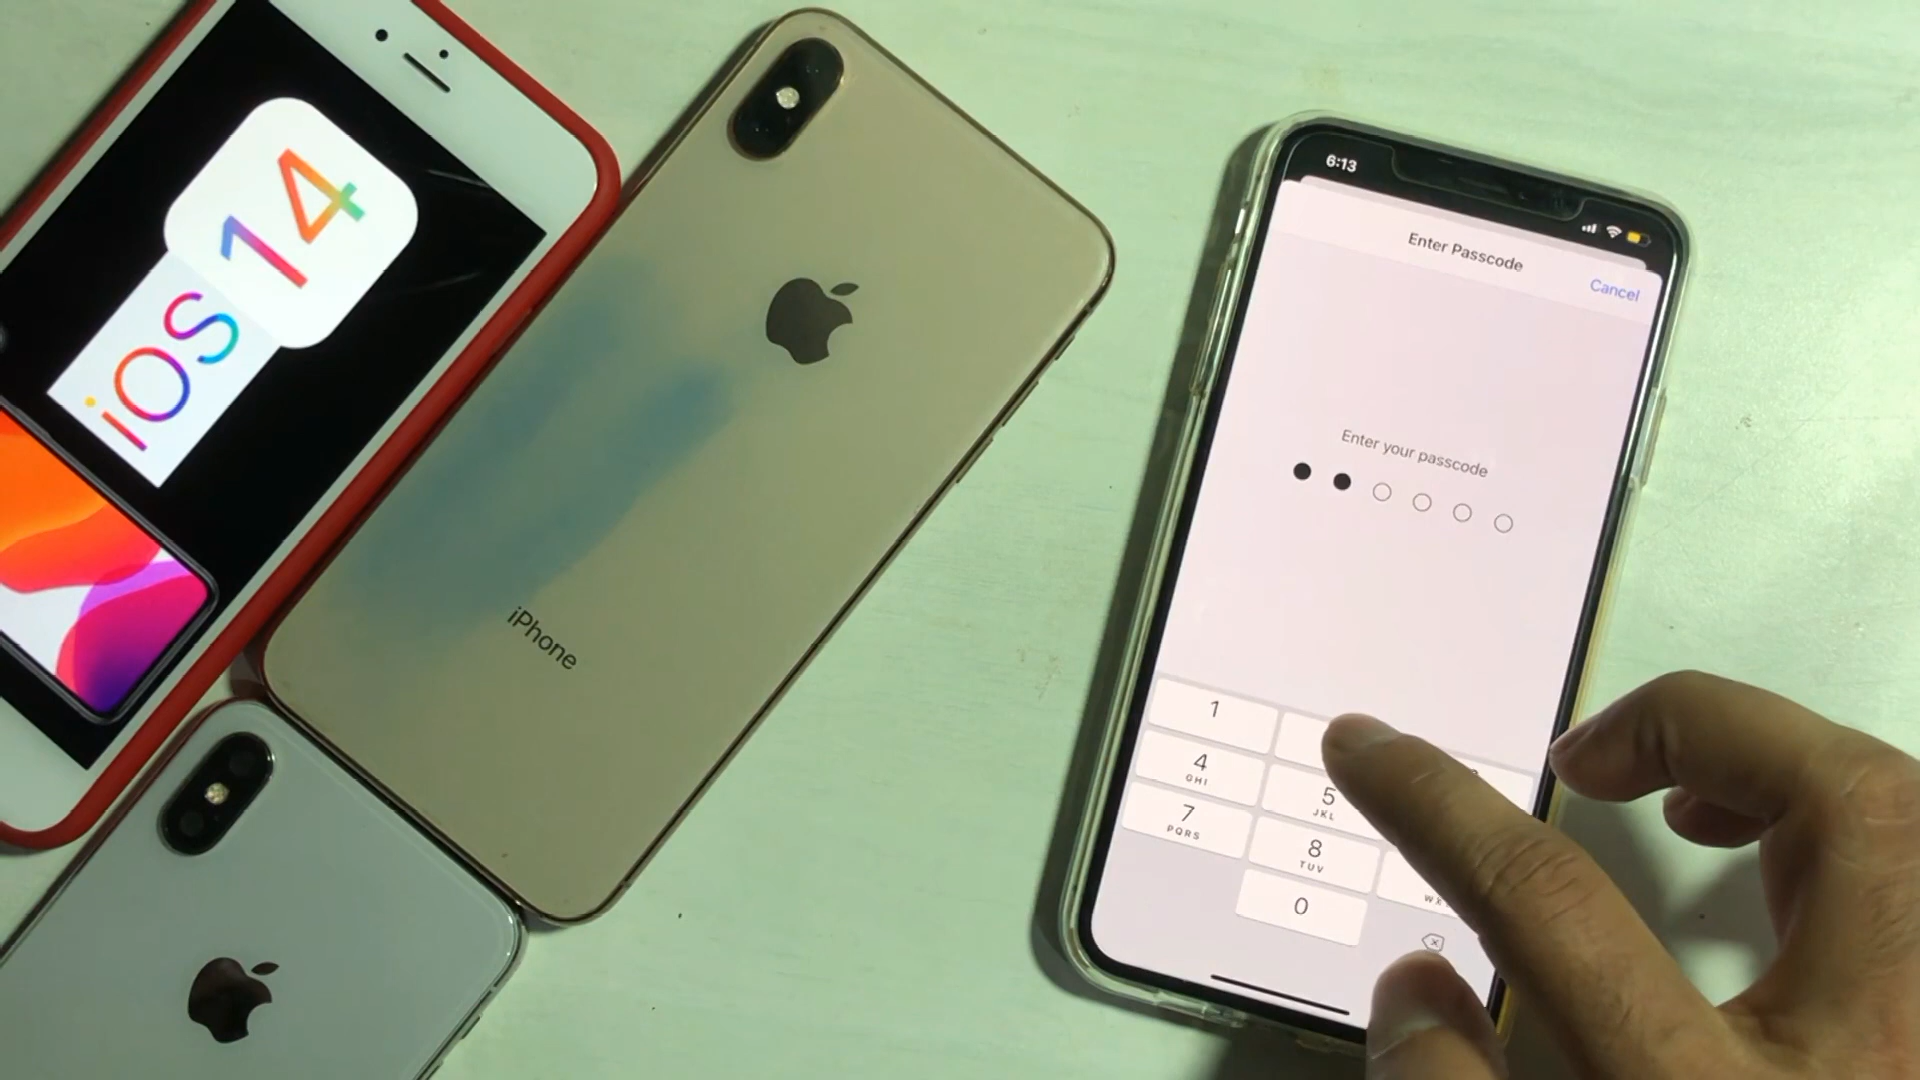 iOS 14
iPhone
6:13
Enter Passcode
Cancel
Enter your passcode
1
4
GHI
5
JKL
7
PQRS
8
TUV
0